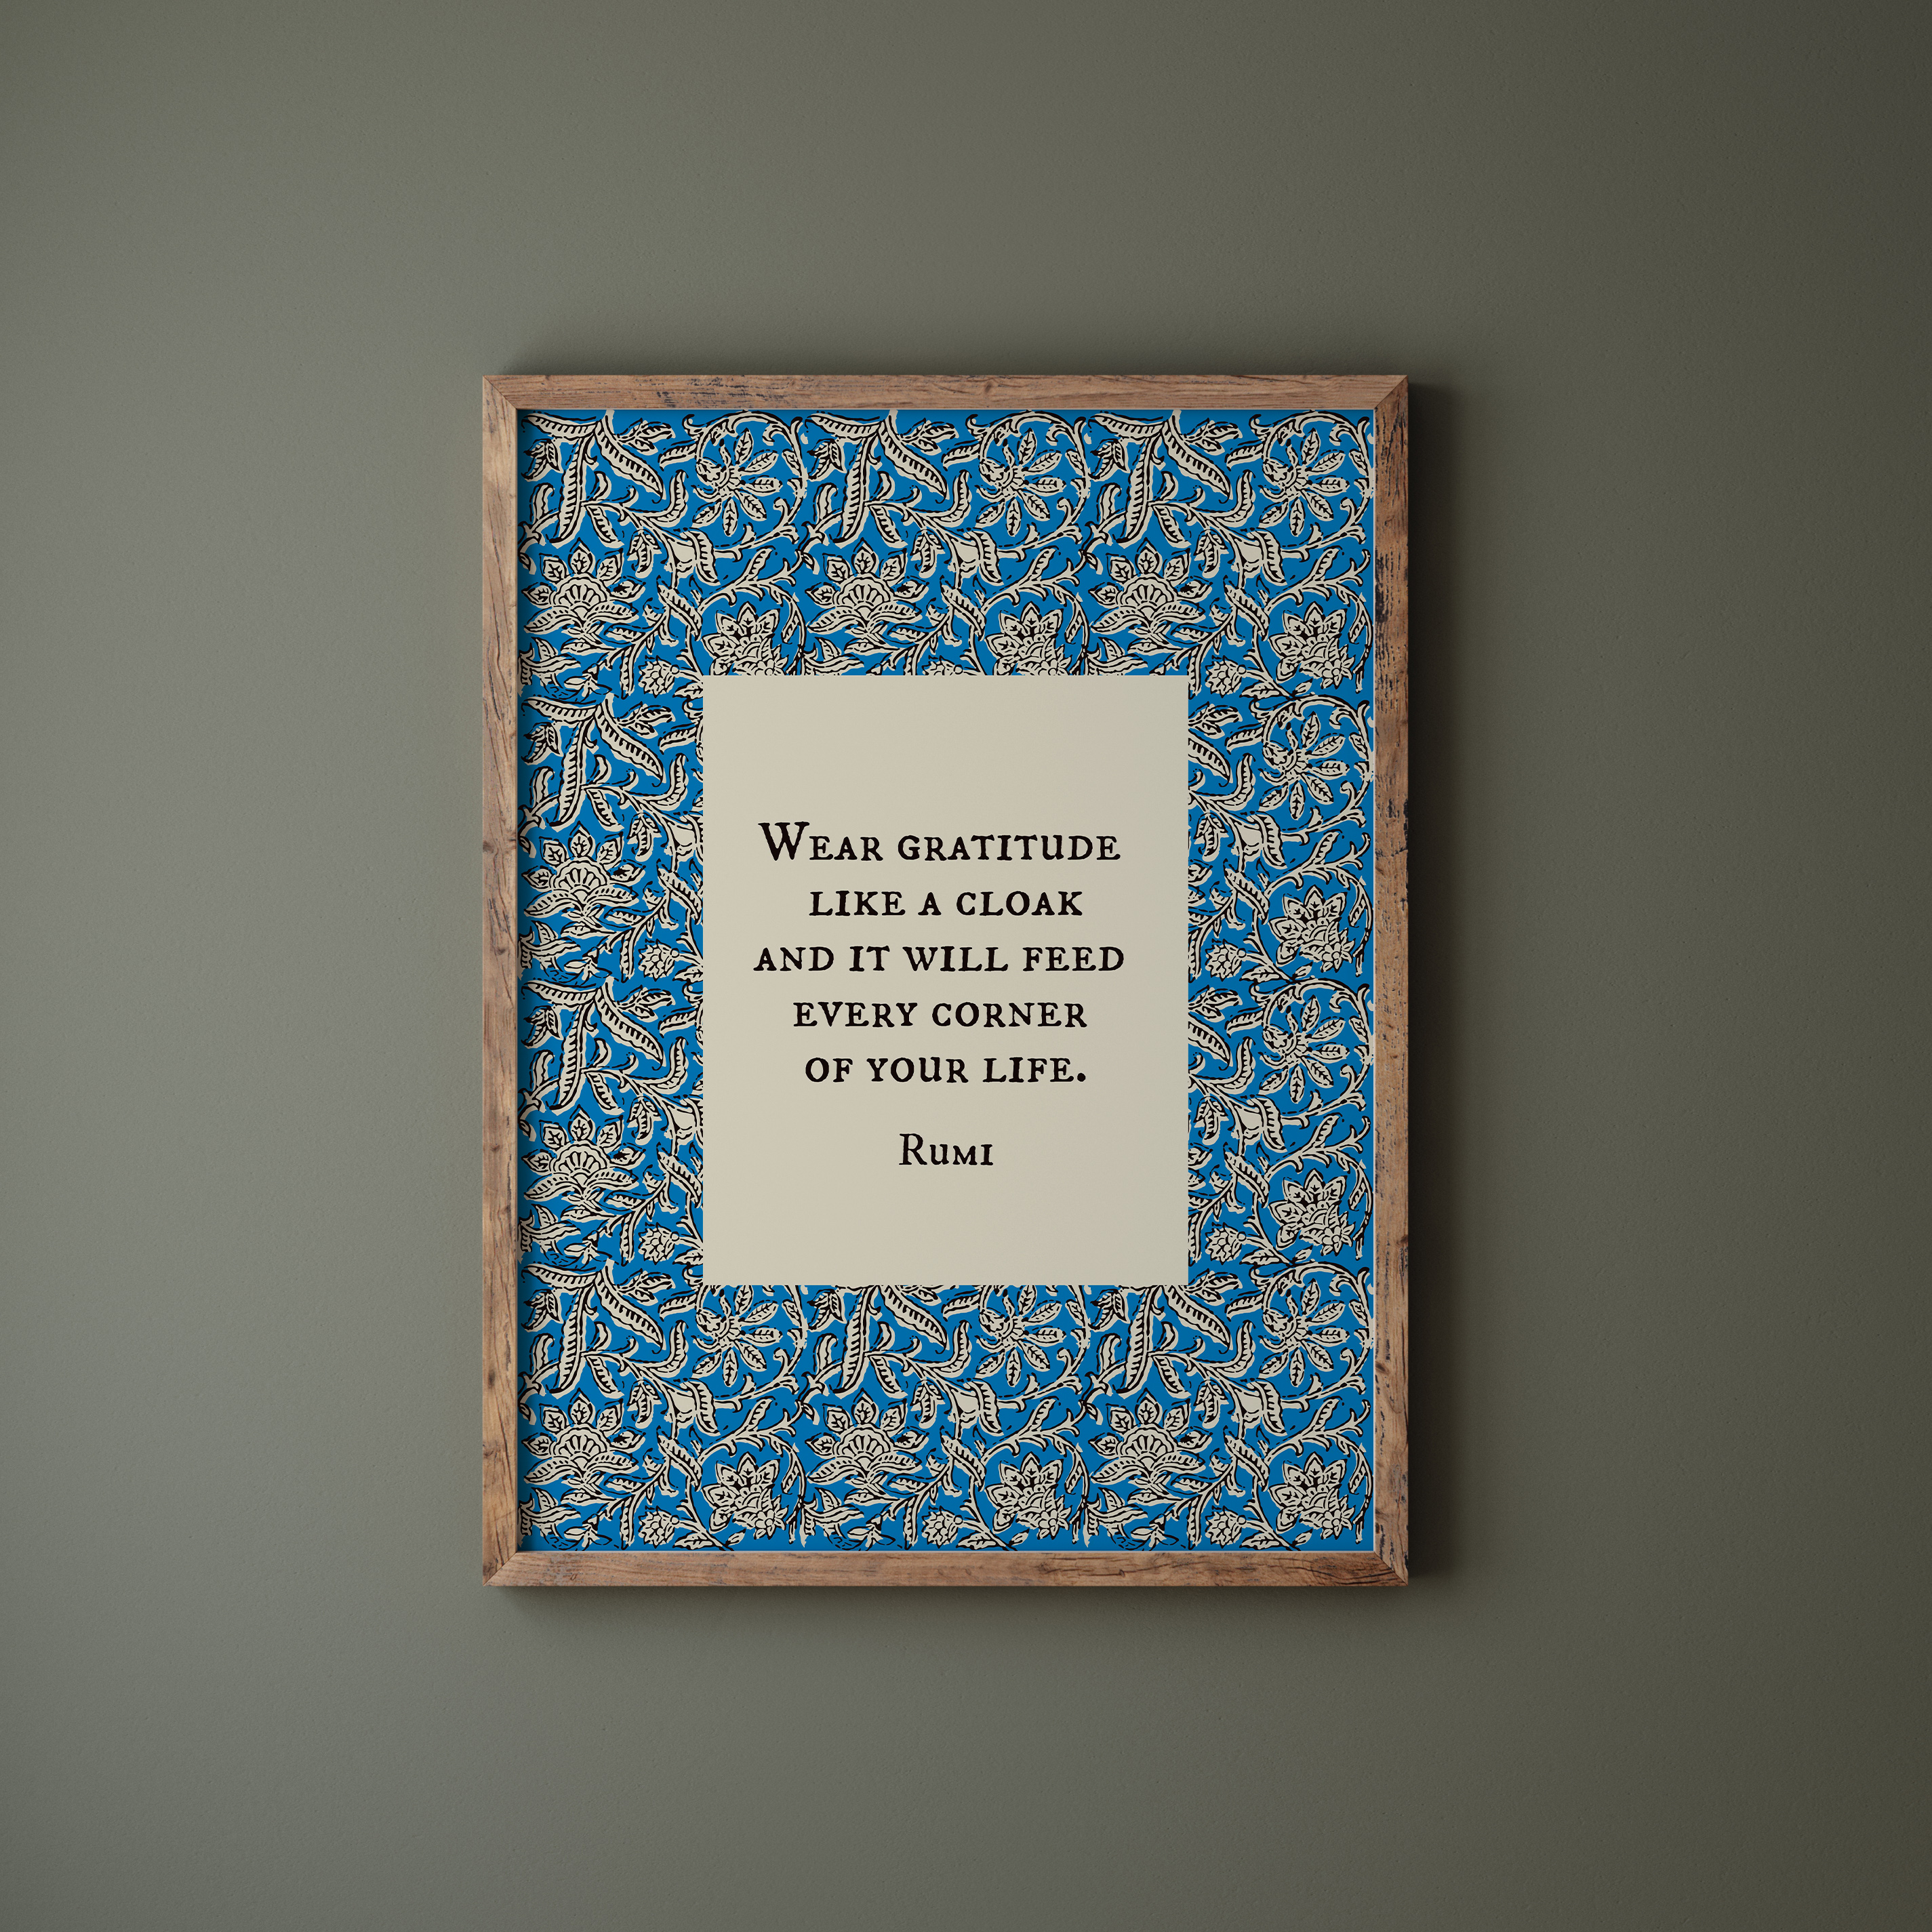 Wear gratitude
like a cloak
and it will feed
every corner
of your life.
Rumi